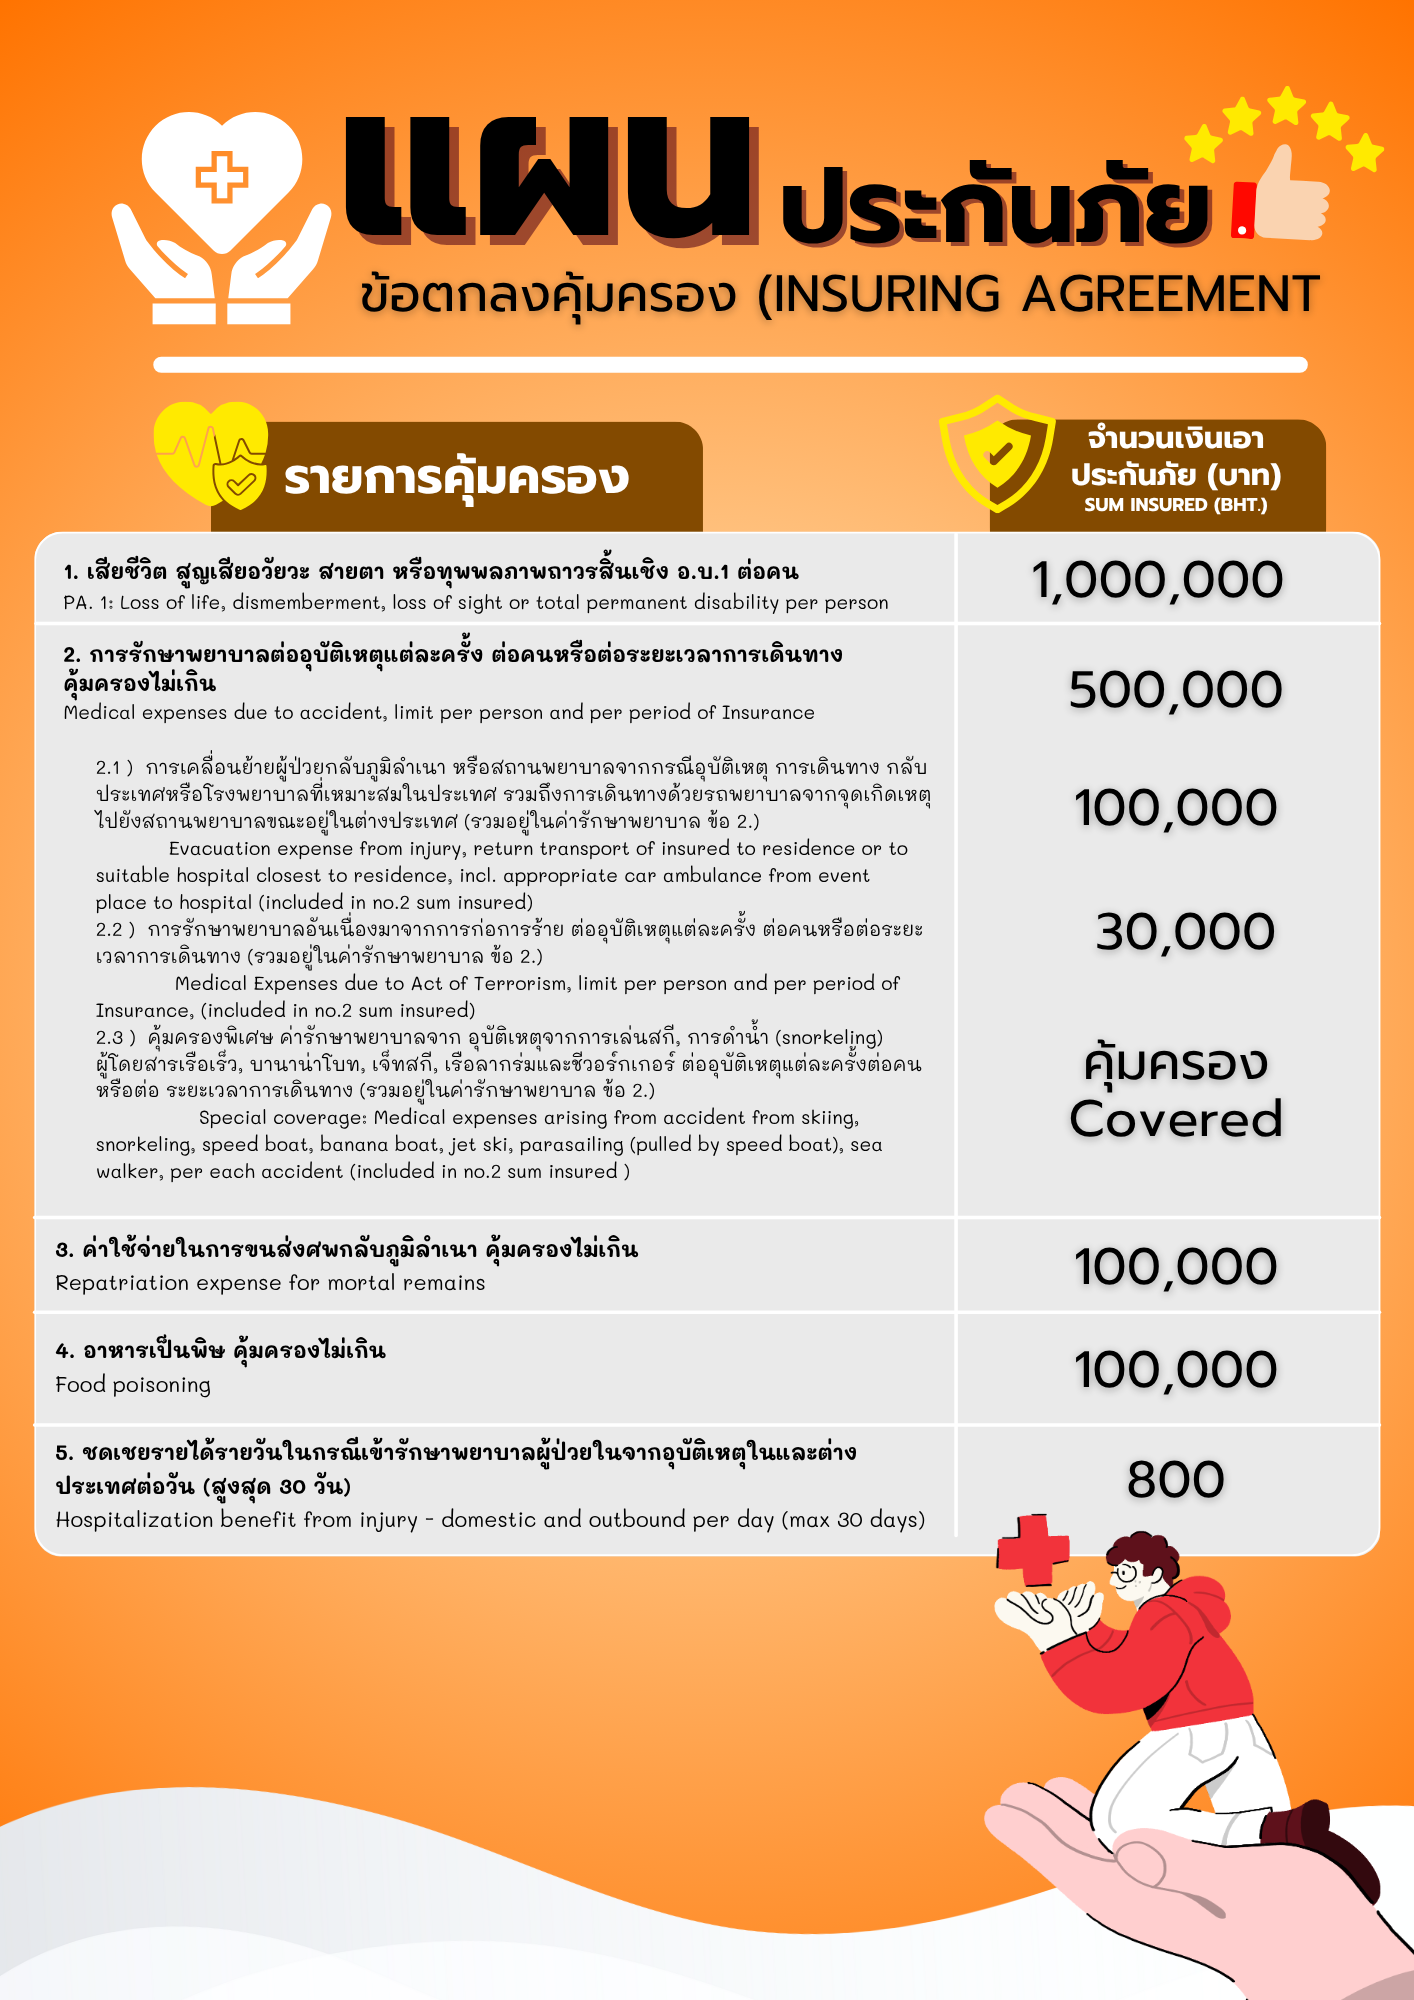 แผน ประกันภัย
ข้อตกลงคุ้มครอง (INSURING AGREEMENT
รายการคุ้มครอง
จำนวนเงินเอา
ประกันภัย (บาท)
SUM INSURED (BHT.)
1. เสียชีวิต สูญเสียอวัยวะ สายตา หรือทุพพลภาพถาวรสิ้นเชิง อ.บ.1 ต่อคน
PA. 1: Loss of life, dismemberment, loss of sight or total permanent disability per person
1,000,000
2. การรักษาพยาบาลต่ออุบัติเหตุแต่ละครั้ง ต่อคนหรือต่อระยะเวลาการเดินทาง
คุ้มครองไม่เกิน
Medical expenses due to accident, limit per person and per period of Insurance
500,000
2.1 ) การเคลื่อนย้ายผู้ป่วยกลับภูมิลำเนา หรือสถานพยาบาลจากกรณีอุบัติเหตุ การเดินทาง กลับ
ประเทศหรือโรงพยาบาลที่เหมาะสมในประเทศ รวมถึงการเดินทางด้วยรถพยาบาลจากจุดเกิดเหตุ
ไปยังสถานพยาบาลขณะอยู่ในต่างประเทศ (รวมอยู่ในค่ารักษาพยาบาล ข้อ 2.)
Evacuation expense from injury, return transport of insured to residence or to
suitable hospital closest to residence, incl. appropriate car ambulance from event
place to hospital (included in no.2 sum insured)
100,000
2.2 ) การรักษาพยาบาลอันเนื่องมาจากการก่อการร้าย ต่ออุบัติเหตุแต่ละครั้ง ต่อคนหรือต่อระยะ
เวลาการเดินทาง (รวมอยู่ในค่ารักษาพยาบาล ข้อ 2.)
Medical Expenses due to Act of Terrorism, limit per person and per period of
Insurance, (included in no.2 sum insured)
30,000
2.3 ) คุ้มครองพิเศษ ค่ารักษาพยาบาลจาก อุบัติเหตุจากการเล่นสกี, การดำน้ำ (snorkeling)
ผู้โดยสารเรือเร็ว, บานาน่าโบท, เจ็ทสกี, เรือลากร่มและซีวอร์กเกอร์ ต่ออุบัติเหตุแต่ละครั้งต่อคน
หรือต่อ ระยะเวลาการเดินทาง (รวมอยู่ในค่ารักษาพยาบาล ข้อ 2.)
Special coverage: Medical expenses arising from accident from skiing,
snorkeling, speed boat, banana boat, jet ski, parasailing (pulled by speed boat), sea
walker, per each accident (included in no.2 sum insured )
คุ้มครอง
Covered
3. ค่าใช้จ่ายในการขนส่งศพกลับภูมิลำเนา คุ้มครองไม่เกิน
Repatriation expense for mortal remains
100,000
4. อาหารเป็นพิษ คุ้มครองไม่เกิน
Food poisoning
100,000
5. ชดเชยรายได้รายวันในกรณีเข้ารักษาพยาบาลผู้ป่วยในจากอุบัติเหตุในและต่าง
ประเทศต่อวัน (สูงสุด 30 วัน)
Hospitalization benefit from injury - domestic and outbound per day (max 30 days)
800